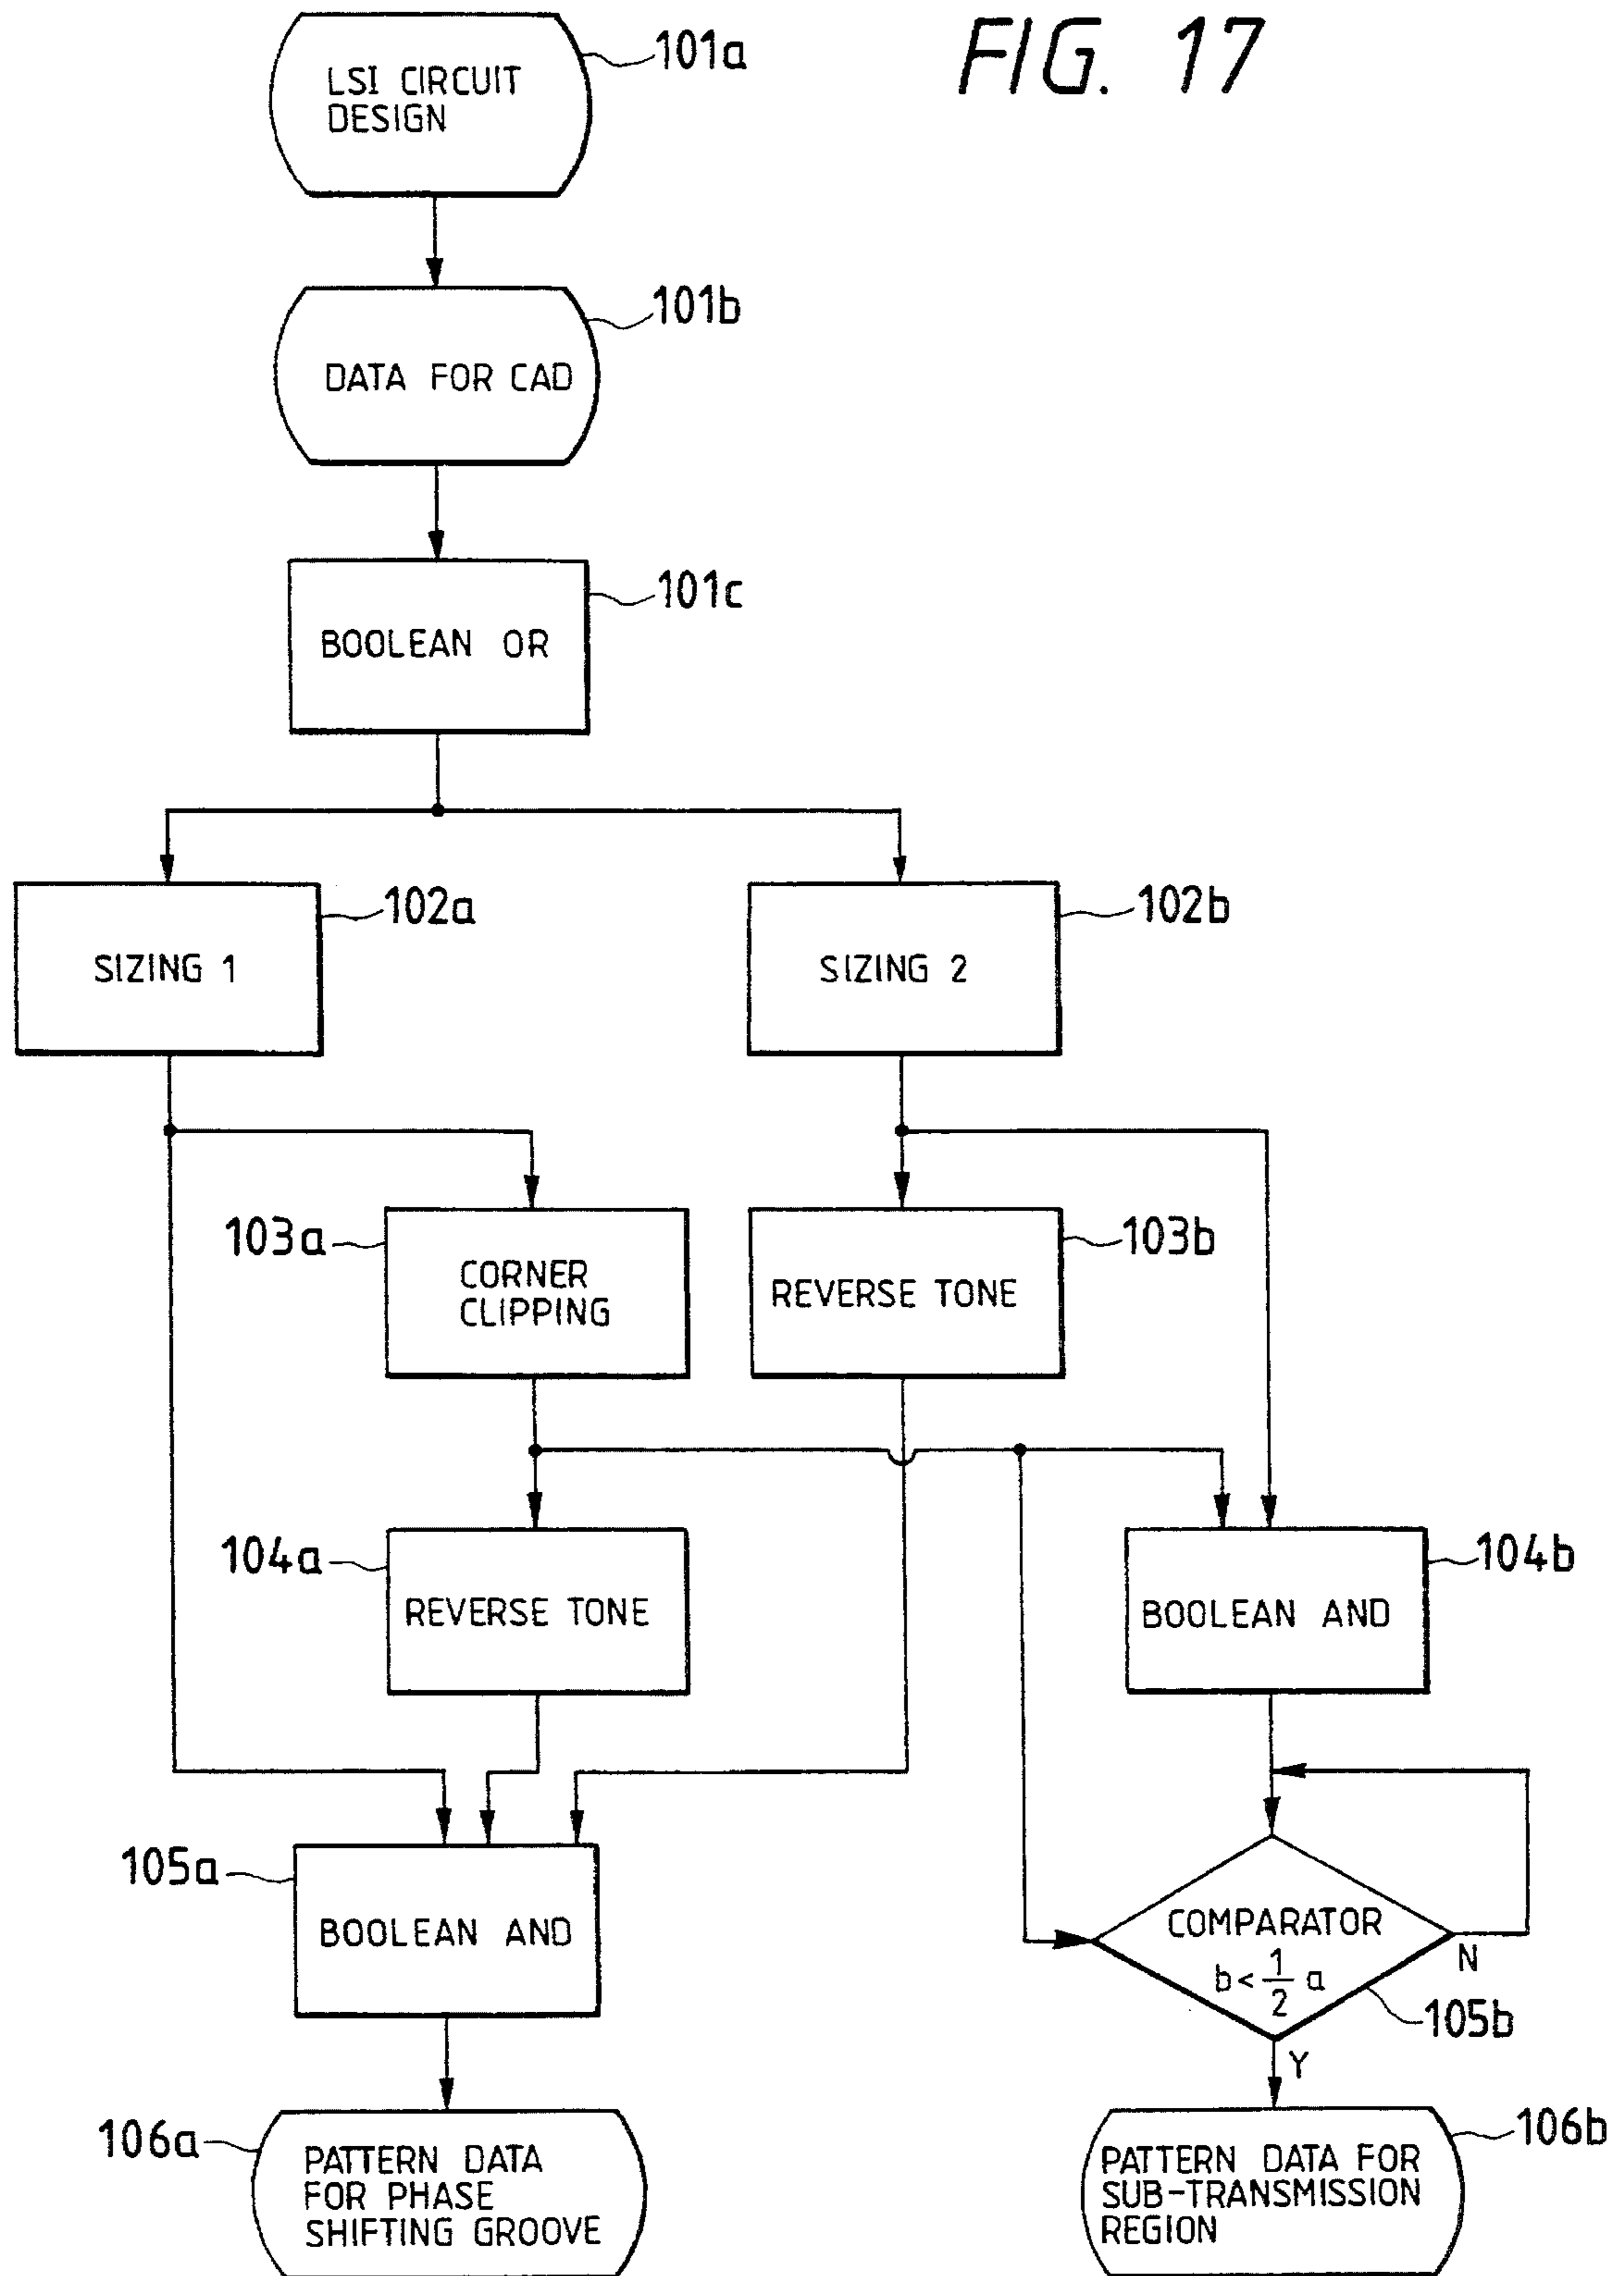 FIG. 17
101a
LSI CIRCUIT
DESIGN
101b
DATA FOR CAD
101c
BOOLEAN OR
102a
SIZING 1
102b
SIZING 2
103a
CORNER
CLIPPING
103b
REVERSE TONE
104a
REVERSE TONE
104b
BOOLEAN AND
105a
BOOLEAN AND
COMPARATOR
b < 1/2 a
N
105b
Y
106a
PATTERN DATA
FOR PHASE
SHIFTING GROOVE
106b
PATTERN DATA FOR
SUB-TRANSMISSION
REGION